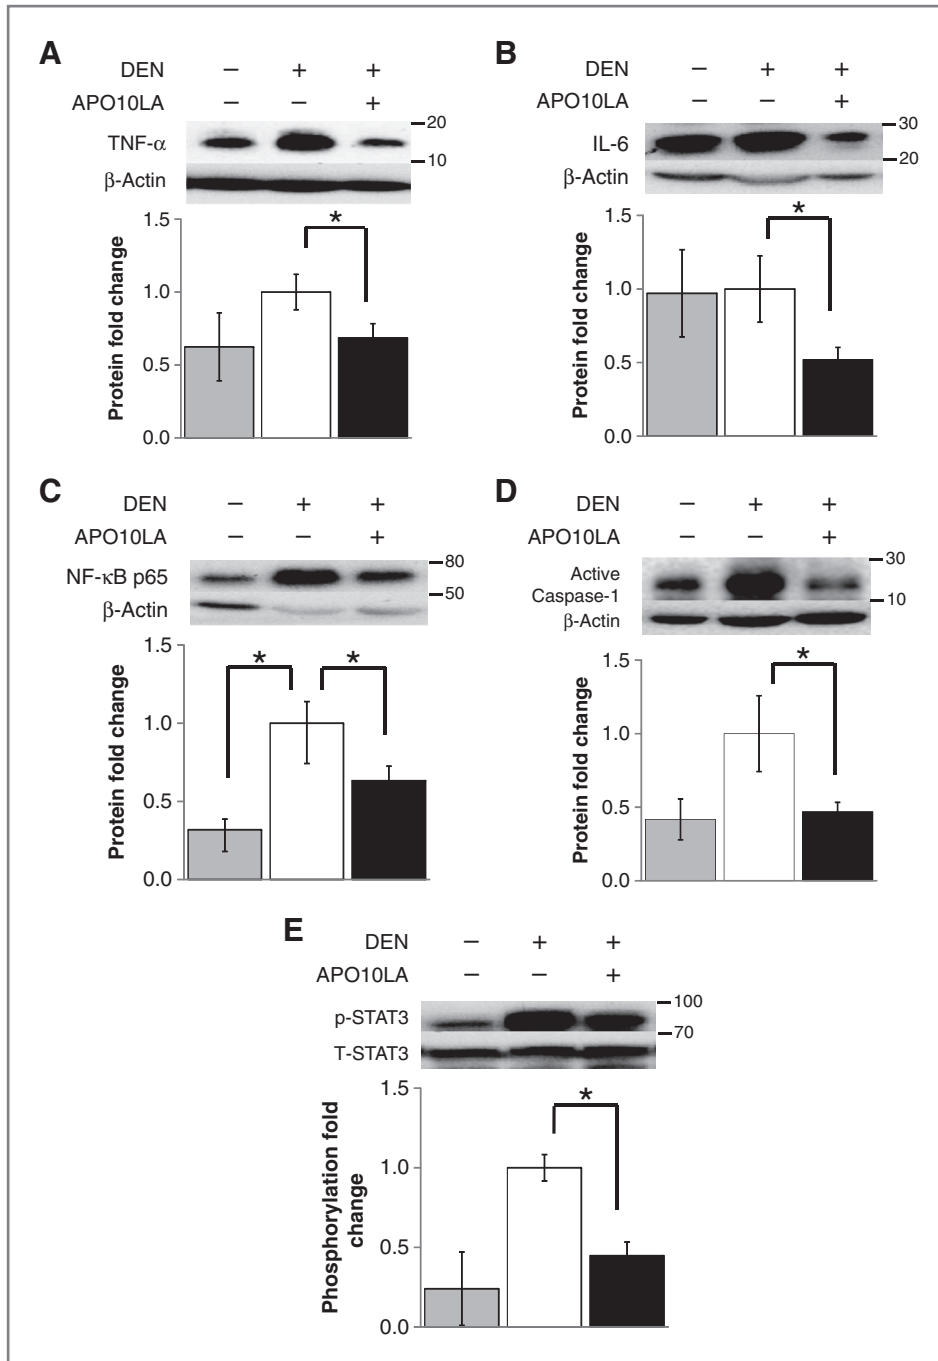 A
DEN − + +
APO10LA − − +
TNF-α
20
10
β-Actin
Protein fold change
1.5
1.0
0.5
0.0
*
B
DEN − + +
APO10LA − − +
IL-6
30
20
β-Actin
Protein fold change
1.5
1.0
0.5
0.0
*
C
DEN − + +
APO10LA − − +
NF-κB p65
80
50
β-Actin
Protein fold change
1.5
1.0
0.5
0.0
* *
D
DEN − + +
APO10LA − − +
Active
Caspase-1
30
10
β-Actin
Protein fold change
1.5
1.0
0.5
0.0
*
E
DEN − + +
APO10LA − − +
p-STAT3
100
70
T-STAT3
Phosphorylation fold
change
1.5
1.0
0.5
0.0
*